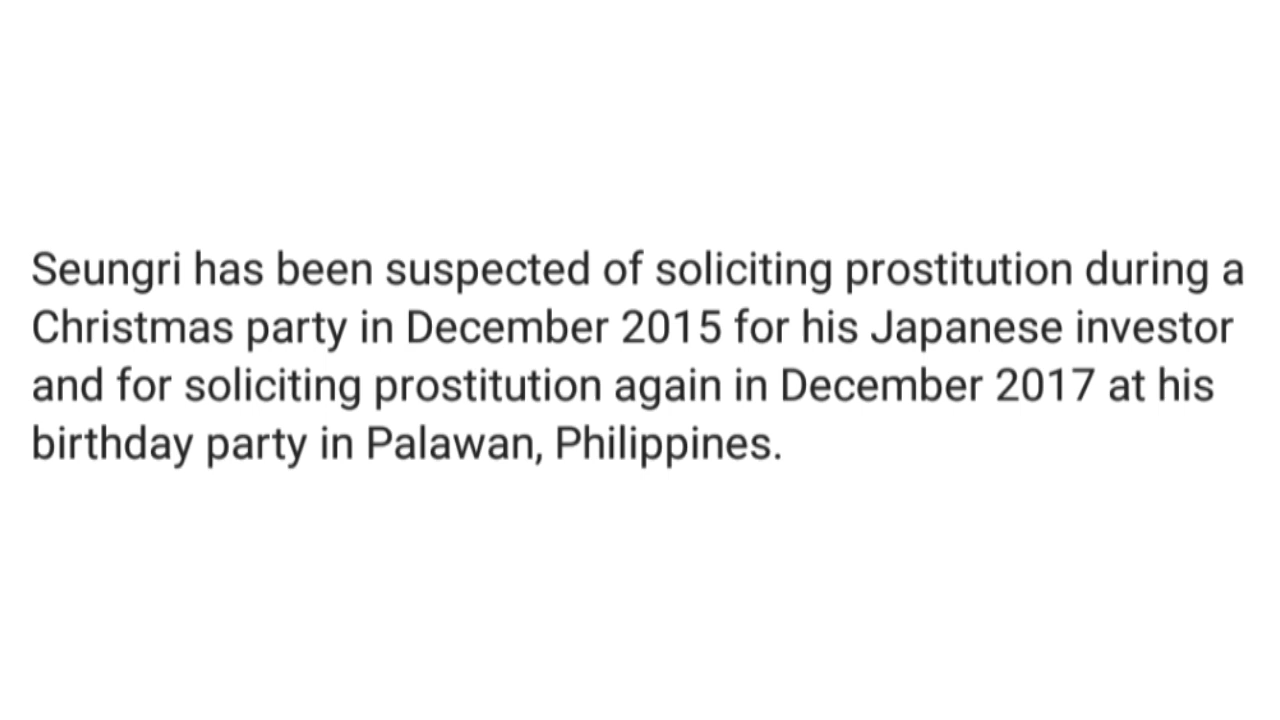 Seungri has been suspected of soliciting prostitution during a
Christmas party in December 2015 for his Japanese investor
and for soliciting prostitution again in December 2017 at his
birthday party in Palawan, Philippines.